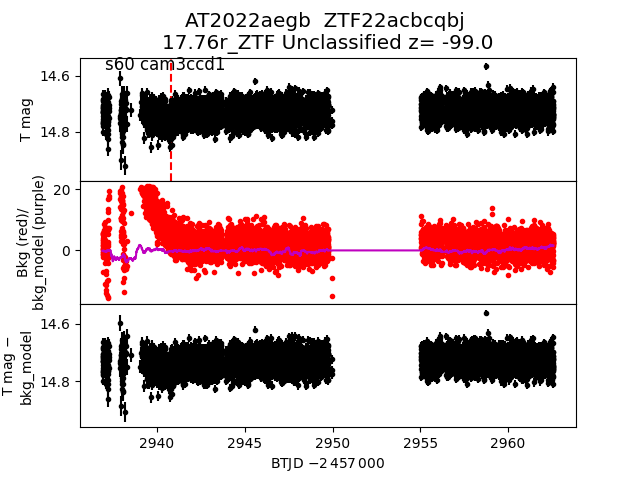 AT2022aegb  ZTF22acbcqbj
17.76r_ZTF Unclassified z= -99.0
s60 cam3ccd1
14.6
14.8
T mag
20
0
Bkg (red)/
bkg_model (purple)
14.6
14.8
T mag −
bkg_model
2940
2945
2950
2955
2960
BTJD −2 457 000